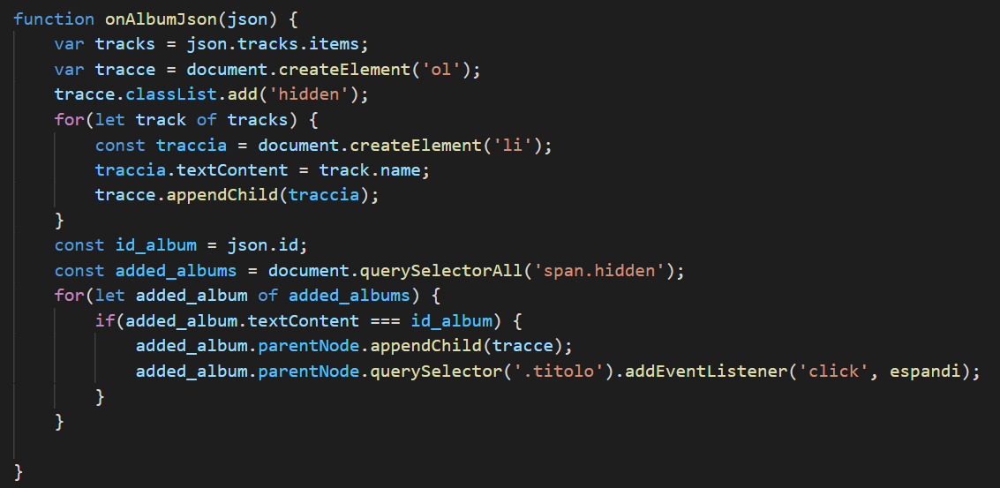 function onAlbumJson(json) {
    var tracks = json.tracks.items;
    var tracce = document.createElement('ol');
    tracce.classList.add('hidden');
    for(let track of tracks) {
        const traccia = document.createElement('li');
        traccia.textContent = track.name;
        tracce.appendChild(traccia);
    }
    const id_album = json.id;
    const added_albums = document.querySelectorAll('span.hidden');
    for(let added_album of added_albums) {
        if(added_album.textContent === id_album) {
            added_album.parentNode.appendChild(tracce);
            added_album.parentNode.querySelector('.titolo').addEventListener('click', espandi);
        }
    }

}